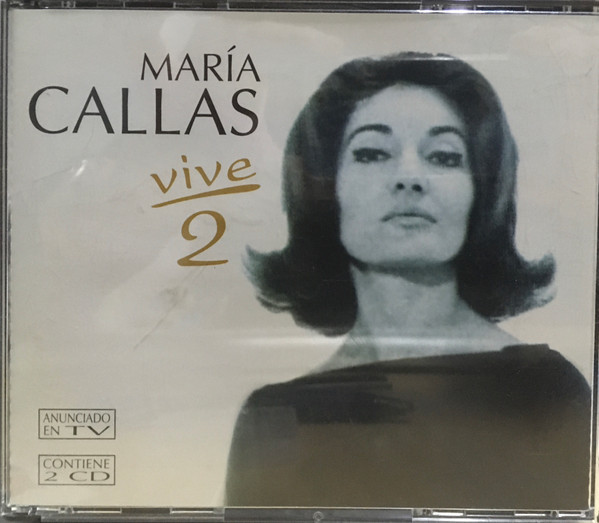 MARÍA
CALLAS
vive
2
ANUNCIADO
EN TV
CONTIENE
2 CD